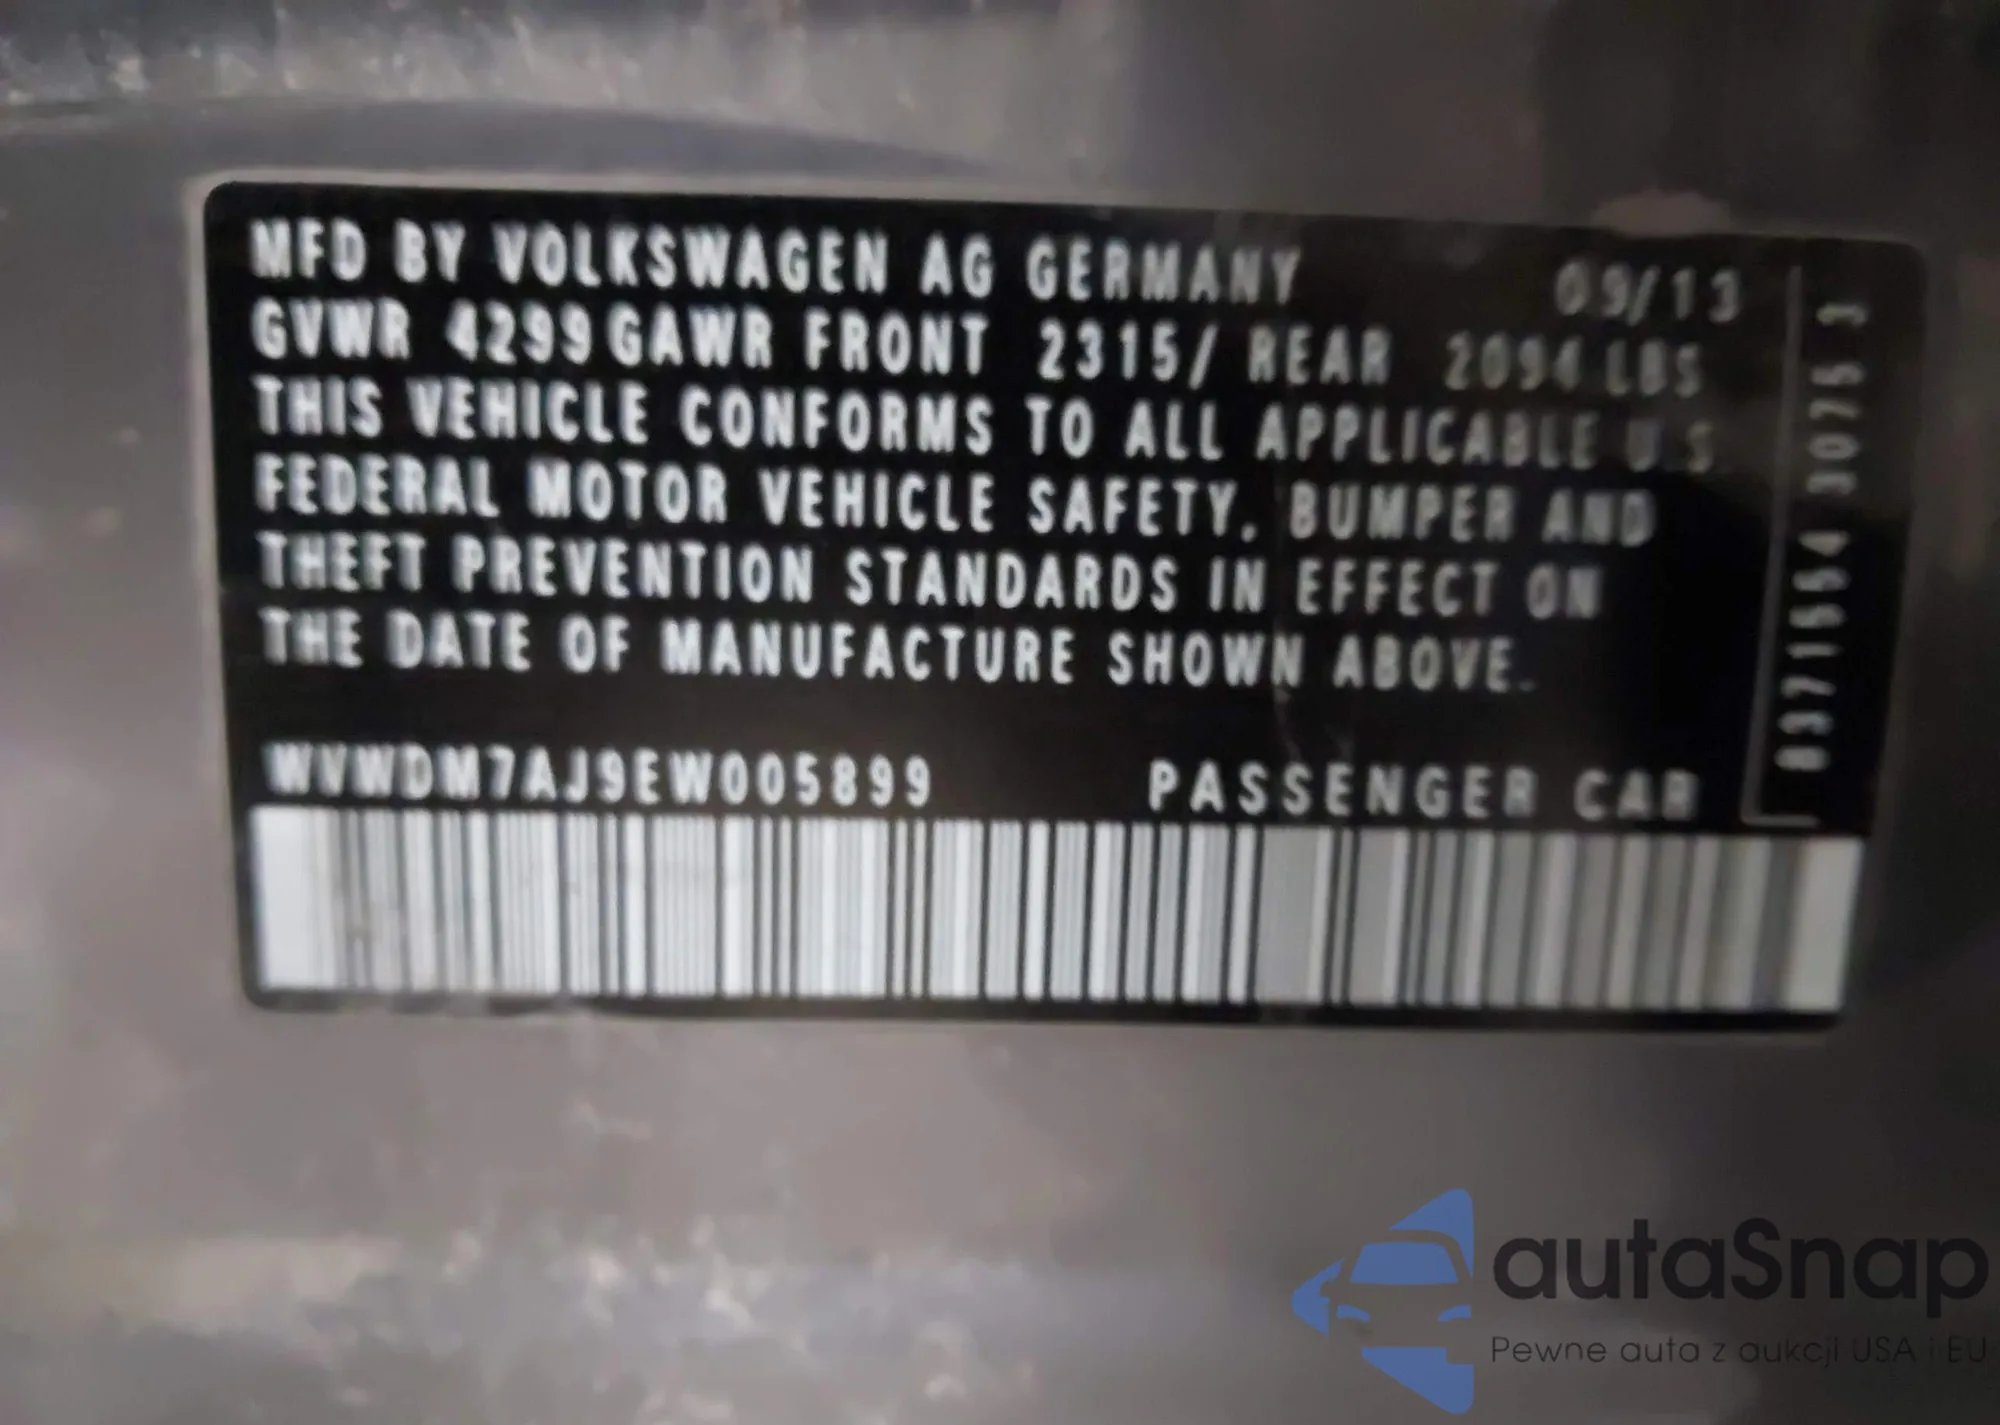 MFD BY VOLKSWAGEN AG GERMANY 09/13
GVWR 4299 GAWR FRONT 2315/ REAR 2094 LBS
THIS VEHICLE CONFORMS TO ALL APPLICABLE U.S.
FEDERAL MOTOR VEHICLE SAFETY, BUMPER AND
THEFT PREVENTION STANDARDS IN EFFECT ON
THE DATE OF MANUFACTURE SHOWN ABOVE.
WVWDM7AJ9EW005899 PASSENGER CAR
autaSnap
Pewne auta z aukcji USA i EU